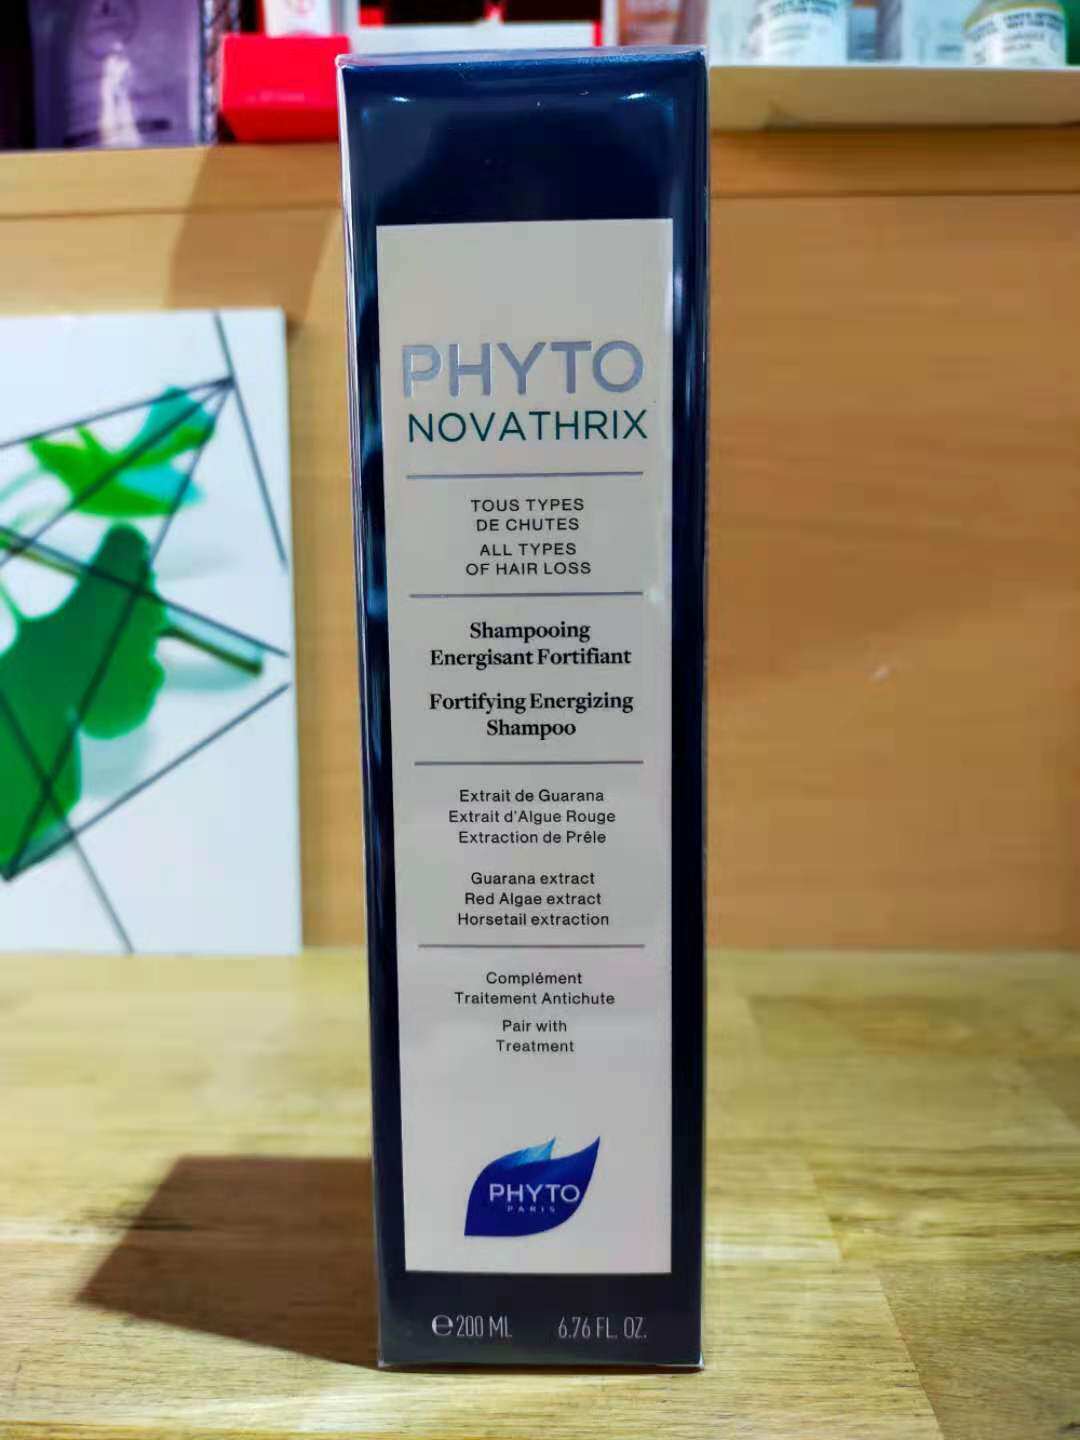 PHYTO
NOVATHRIX
TOUS TYPES
DE CHUTES
ALL TYPES
OF HAIR LOSS
Shampooing
Energisant Fortifiant
Fortifying Energizing
Shampoo
Extrait de Guarana
Extrait d'Algue Rouge
Extraction de Prêle
Guarana extract
Red Algae extract
Horsetail extraction
Complément
Traitement Antichute
Pair with
Treatment
PHYTO
PARIS
℮ 200 ML 6.76 FL. OZ.